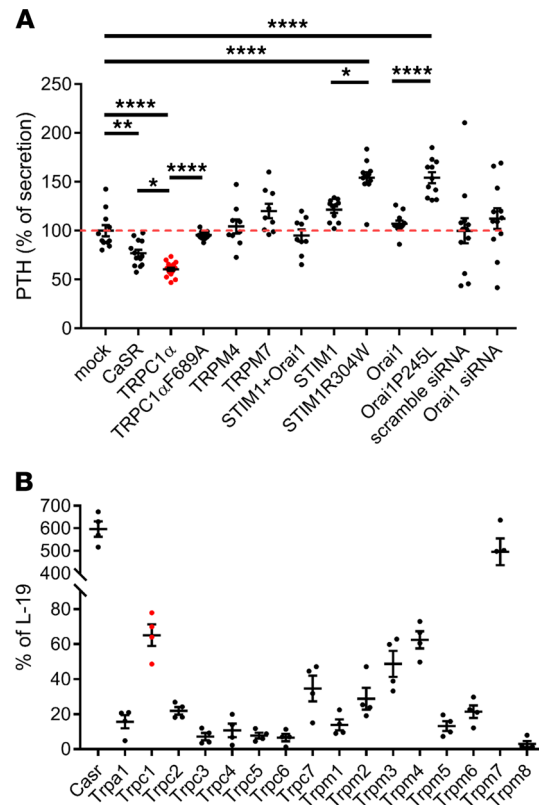 A
****
****
* ****
****
** ****
*
PTH (% of secretion)
250
200
150
100
50
0
mock
CaSR
TRPC1α
TRPC1αF689A
TRPM4
TRPM7
STIM1+Orai1
STIM1
STIM1R304W
Orai1
Orai1P245L
scramble siRNA
Orai1 siRNA
B
% of L-19
700
600
500
400
80
60
40
20
0
Casr
Trpa1
Trpc1
Trpc2
Trpc3
Trpc4
Trpc5
Trpc6
Trpc7
Trpm1
Trpm2
Trpm3
Trpm4
Trpm5
Trpm6
Trpm7
Trpm8